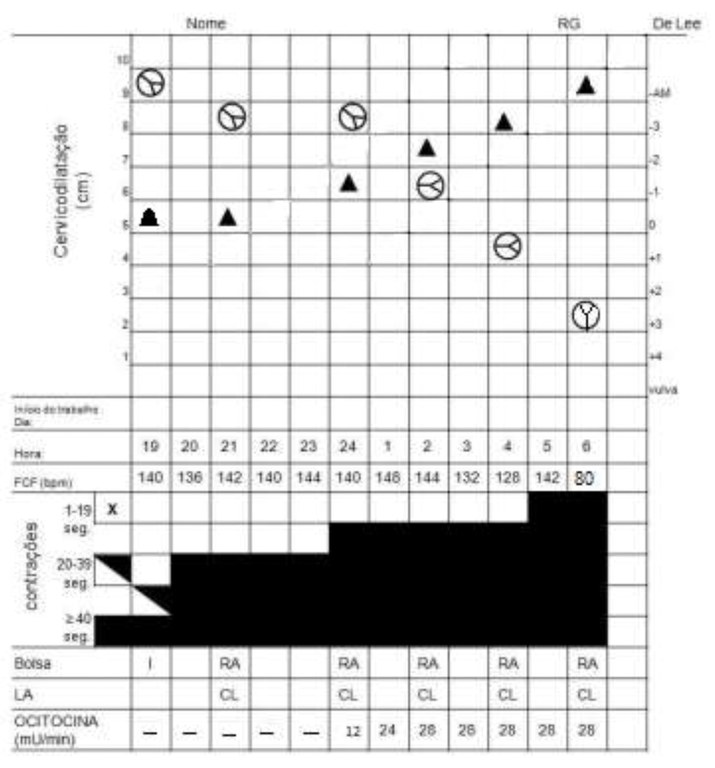 Nome RG De Lee
10
9 -AM
8 -3
7 -2
6 -1
5 0
4 +1
3 +2
2 +3
1 +4
vulva
Cervicodilatação
(cm)
Início do trabalho
Dia:
Hora: 19 20 21 22 23 24 1 2 3 4 5 6
FCF (bpm) 140 136 142 140 144 140 148 144 132 128 142 80
contrações
1-19 X
seg.
20-39
seg.
≥ 40
seg.
Bolsa I RA RA RA RA RA
LA CL CL CL CL CL
OCITOCINA
(mU/min) — — — — — 12 24 28 28 28 28 28